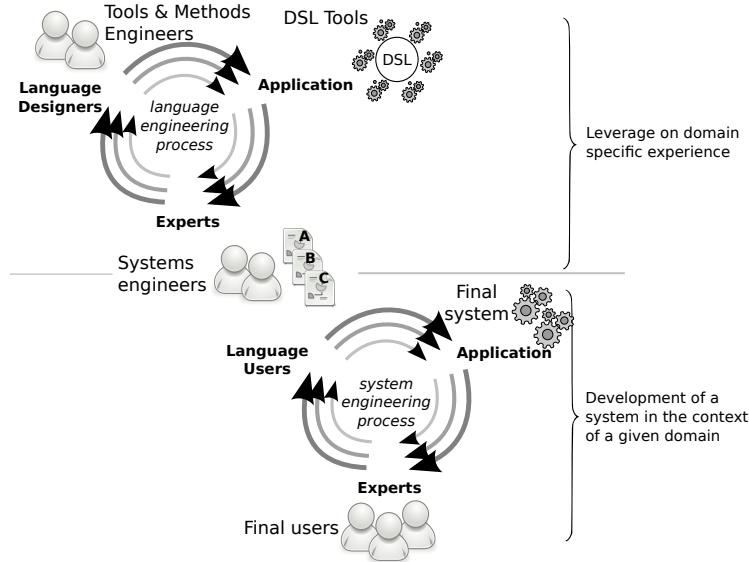 Tools & Methods
Engineers
DSL Tools
DSL
Language
Designers
Application
language
engineering
process
Experts
Leverage on domain
specific experience
Systems
engineers
A
B
C
Final
system
Language
Users
Application
system
engineering
process
Experts
Final users
Development of a
system in the context
of a given domain